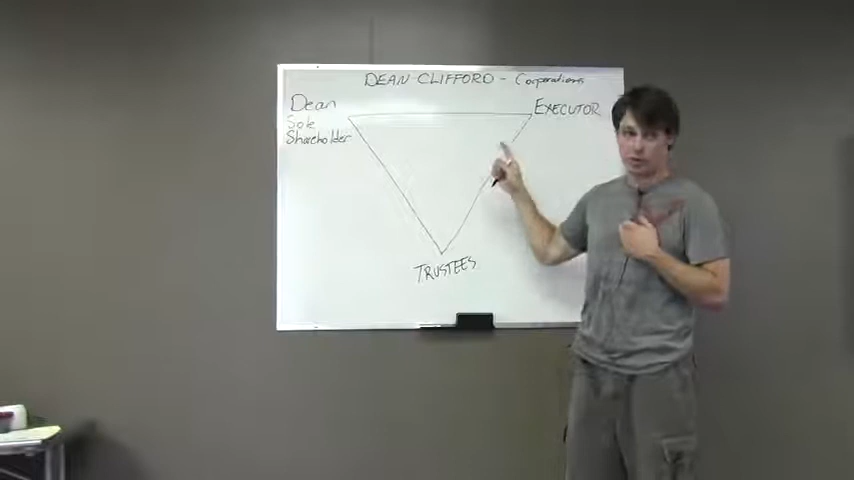 DEAN-CLIFFORD - Corporations
Dean
Sole
Shareholder
EXECUTOR
TRUSTEES